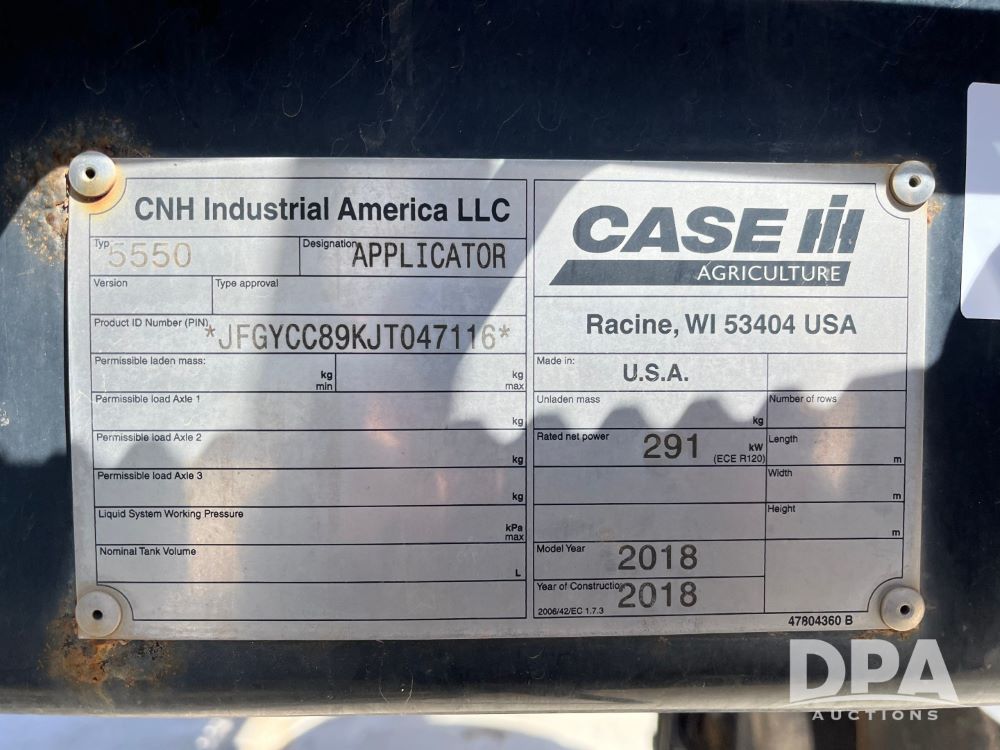 CNH Industrial America LLC
Typ 5550
Designation APPLICATOR
Version
Type approval
Product ID Number (PIN) *JFGYCC89KJT047116*
Permissible laden mass:
kg min
kg max
Permissible load Axle 1
kg
Permissible load Axle 2
kg
Permissible load Axle 3
kg
Liquid System Working Pressure
kPa max
Nominal Tank Volume
L
CASE IH
AGRICULTURE
Racine, WI 53404 USA
Made in:
U.S.A.
Unladen mass
kg
Number of rows
Rated net power 291 kW
(ECE R120)
Length
m
Width
m
Height
m
Model Year 2018
Year of Construction 2018
2006/42/EC 1.7.3
47804360 B
DPA
AUCTIONS